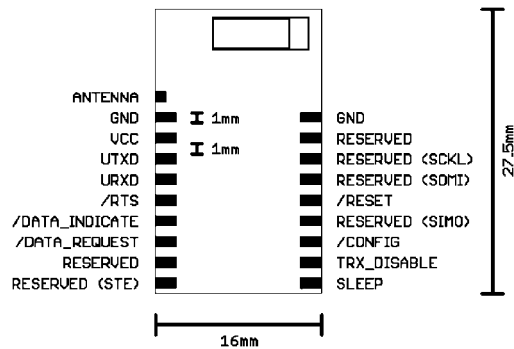 ANTENNA
GND
1mm
GND
VCC
RESERVED
UTXD
1mm
RESERVED (SCKL)
URXD
RESERVED (SOMI)
/RTS
/RESET
/DATA_INDICATE
RESERVED (SIMO)
/DATA_REQUEST
/CONFIG
RESERVED
TRX_DISABLE
RESERVED (STE)
SLEEP
27.5mm
16mm